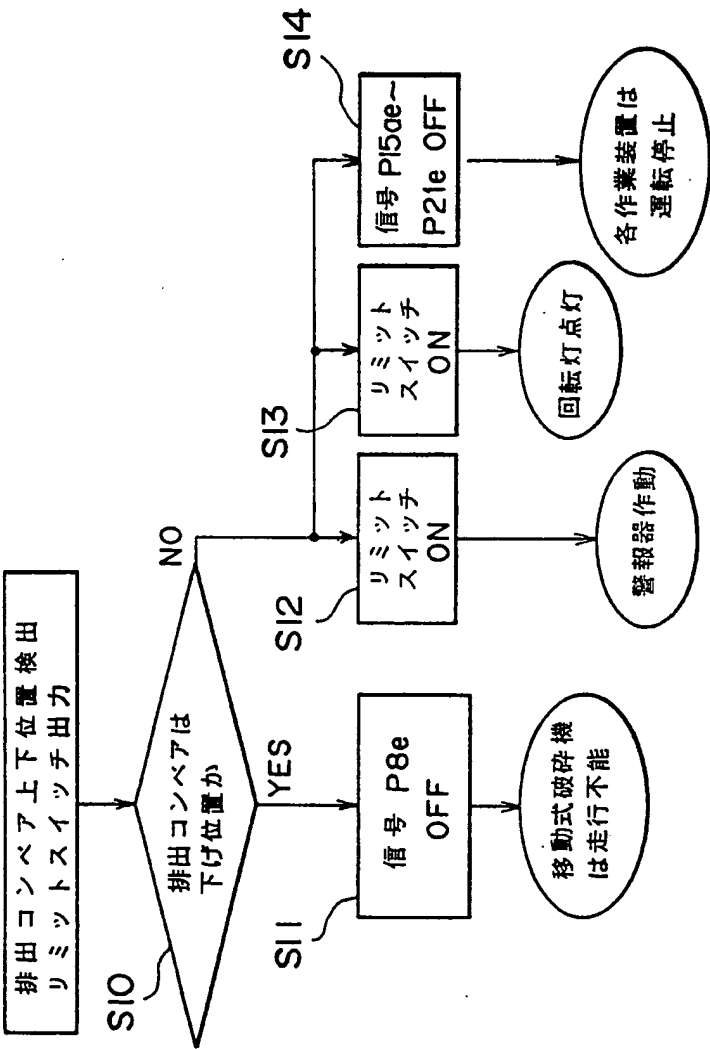 排出コンベア上下位置検出
リミットスイッチ出力
S10
排出コンベアは
下げ位置か
NO
YES
S11
信号 P8e
OFF
移動式破砕機
は走行不能
S12
リミット
スイッチ
ON
警報器作動
S13
リミット
スイッチ
ON
回転灯点灯
S14
信号 P15ae~
P21e OFF
各作業装置は
運転停止